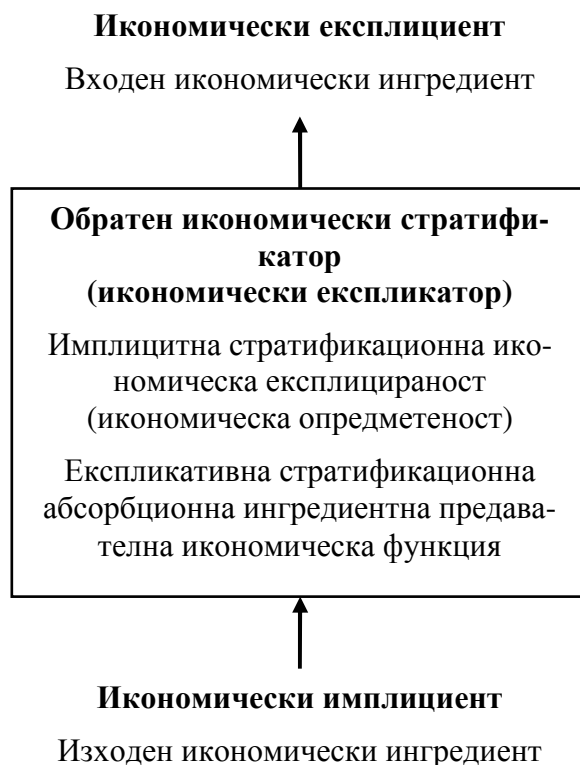 Икономически експлициент
Входен икономически ингредиент
Обратен икономически стратифи-
катор
(икономически експликатор)
Имплицитна стратификационна ико-
номическа експлицираност
(икономическа опредметеност)
Експликативна стратификационна
абсорбционна ингредиентна предава-
телна икономическа функция
Икономически имплициент
Изходен икономически ингредиент